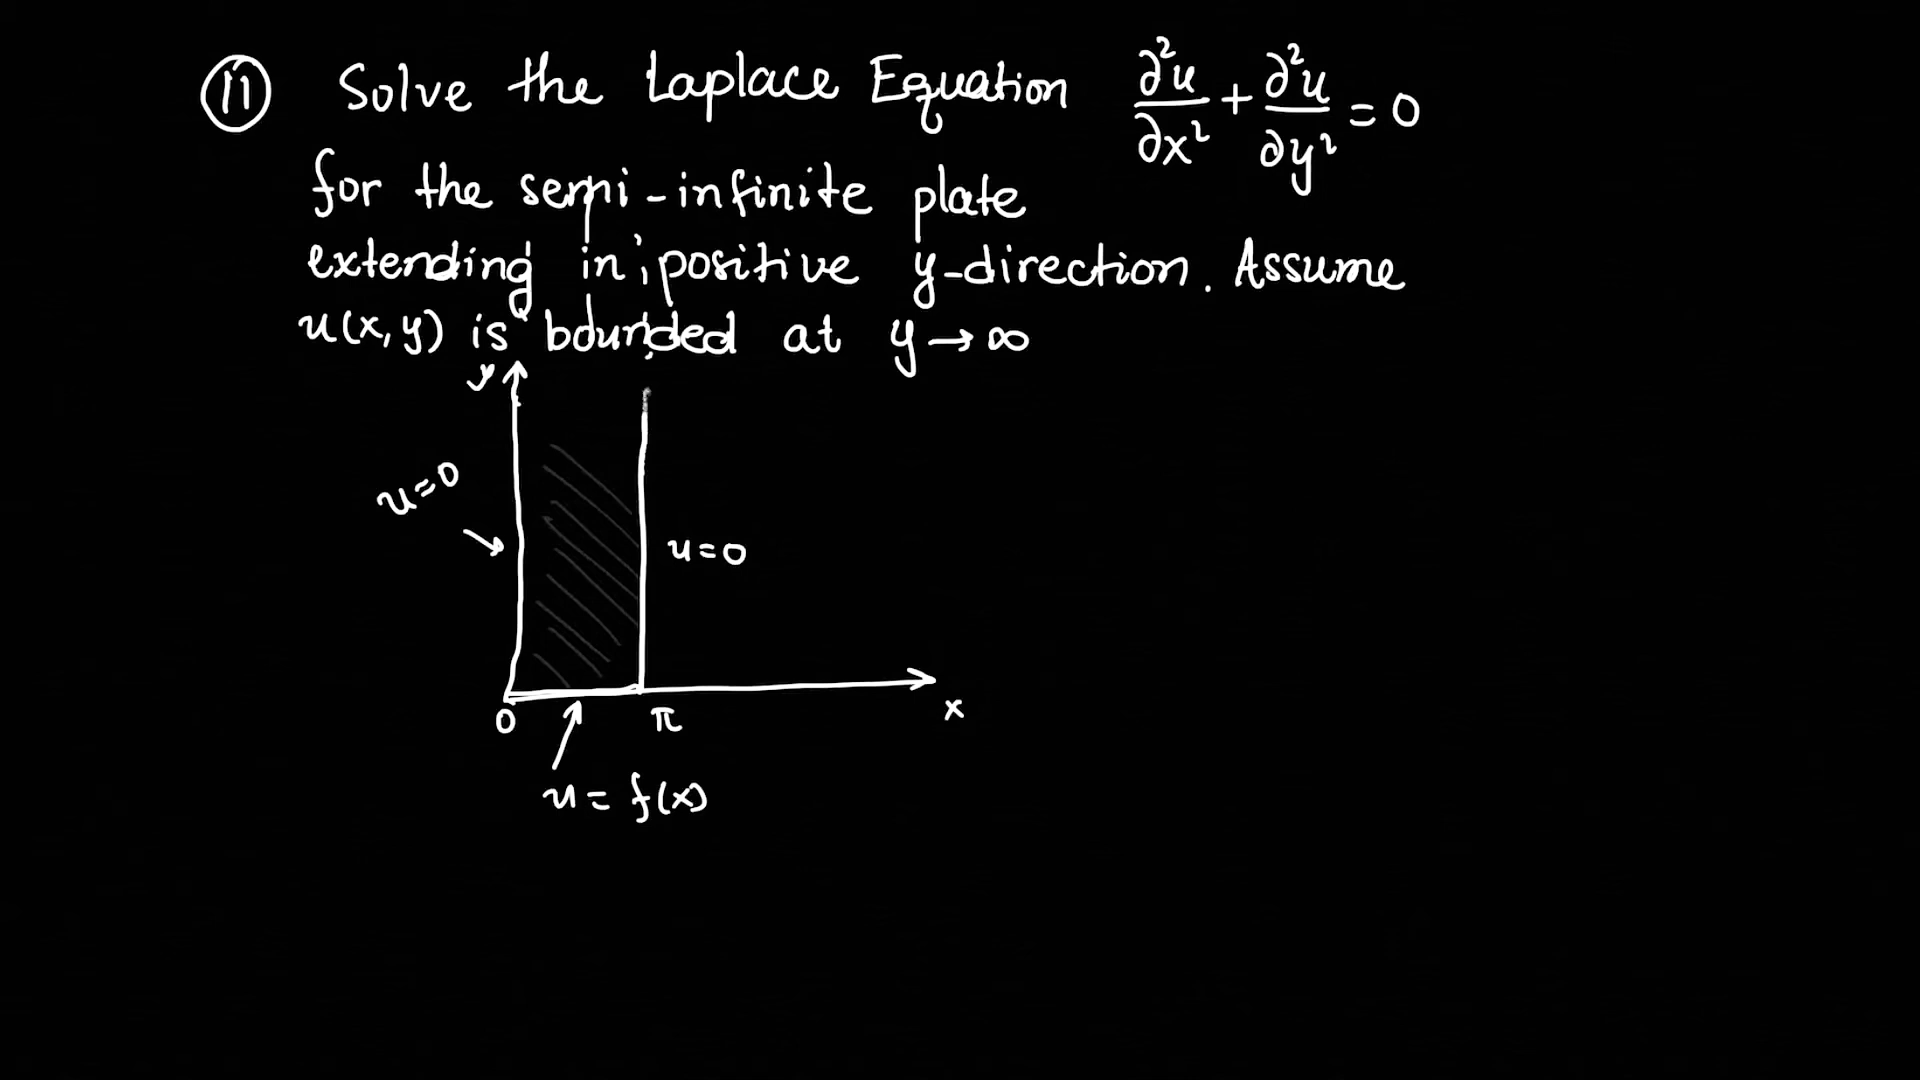 ⑪ Solve the Laplace Equation ∂²u/∂x² + ∂²u/∂y² = 0
for the semi-infinite plate
extending in positive y-direction. Assume
u(x, y) is bounded at y → ∞
y
u=0
u=0
0
π
x
u = f(x)